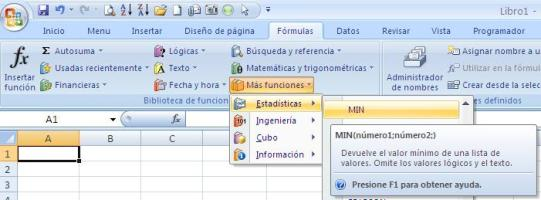 Libro1 -
Inicio Menu Insertar Diseño de página Fórmulas Datos Revisar Vista Programador
Insertar función
Σ Autosuma
Usadas recientemente
Financieras
Lógicas
Texto
Fecha y hora
Búsqueda y referencia
Matemáticas y trigonométricas
Más funciones
Administrador de nombres
Asignar nombre a u
Utilizar en la fórmul
Crear desde la selec
Biblioteca de funcion
s definidos
A1
fx
A B C
1
2
3
4
Estadísticas
Ingeniería
Cubo
Información
MIN
MIN(número1;número2;)
Devuelve el valor mínimo de una lista de
valores. Omite los valores lógicos y el texto.
Presione F1 para obtener ayuda.